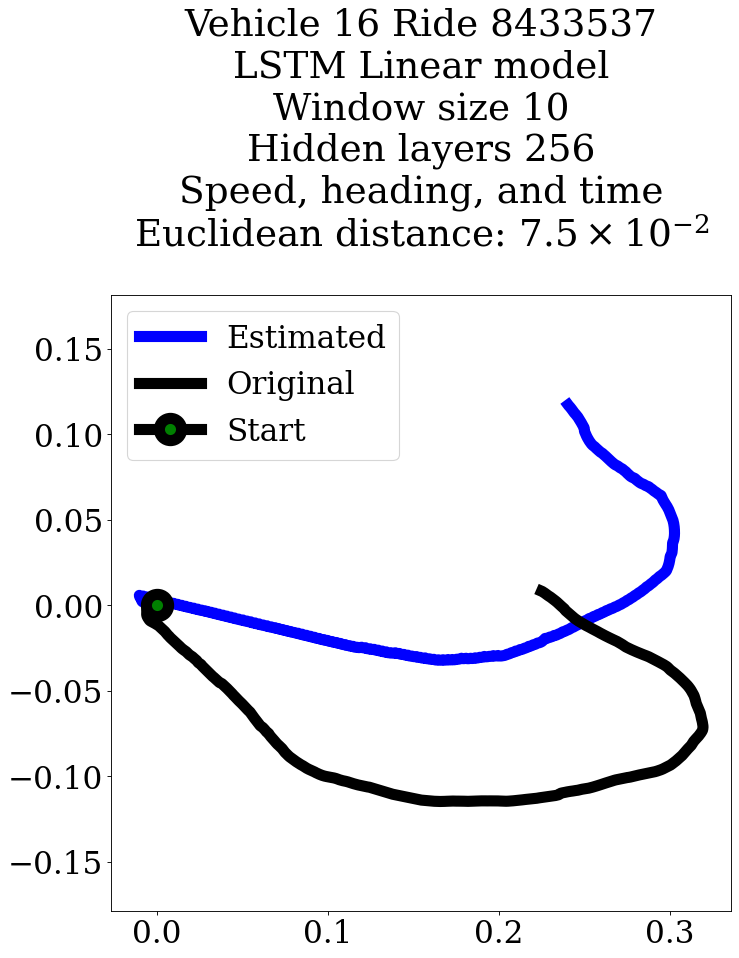 Vehicle 16 Ride 8433537
LSTM Linear model
Window size 10
Hidden layers 256
Speed, heading, and time
Euclidean distance: 7.5 × 10⁻²
Estimated
Original
Start
0.15
0.10
0.05
0.00
−0.05
−0.10
−0.15
0.0 0.1 0.2 0.3